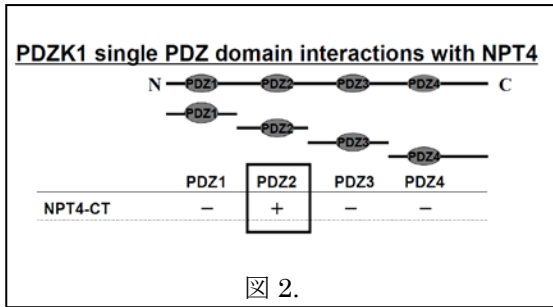 PDZK1 single PDZ domain interactions with NPT4
N PDZ1 PDZ2 PDZ3 PDZ4 C
PDZ1
PDZ2
PDZ3
PDZ4
PDZ1 PDZ2 PDZ3 PDZ4
NPT4-CT − + − −
図 2.